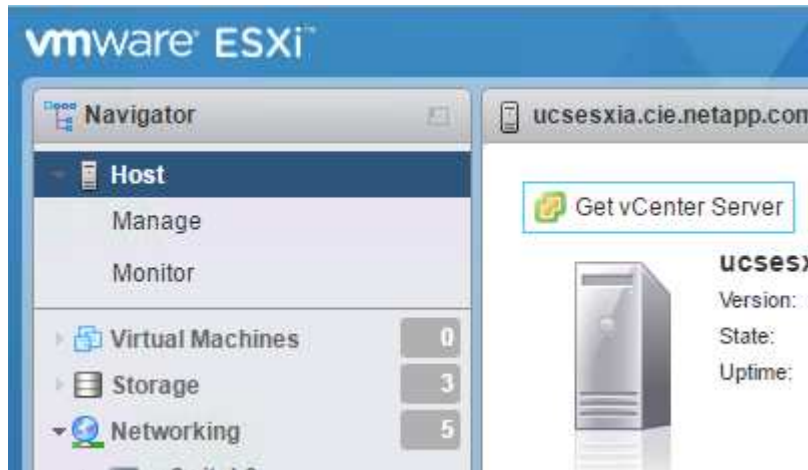 vmware ESXi™
Navigator
ucsesxia.cie.netapp.com
Host
Get vCenter Server
Manage
Monitor
Version:
State:
Uptime:
Virtual Machines 0
Storage 3
Networking 5